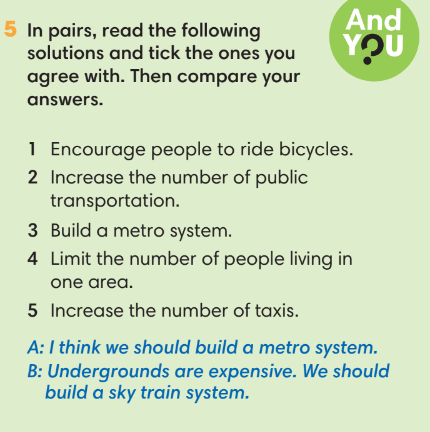 5 In pairs, read the following
solutions and tick the ones you
agree with. Then compare your
answers.
And
YOU
?
1 Encourage people to ride bicycles.
2 Increase the number of public
transportation.
3 Build a metro system.
4 Limit the number of people living in
one area.
5 Increase the number of taxis.
A: I think we should build a metro system.
B: Undergrounds are expensive. We should
build a sky train system.